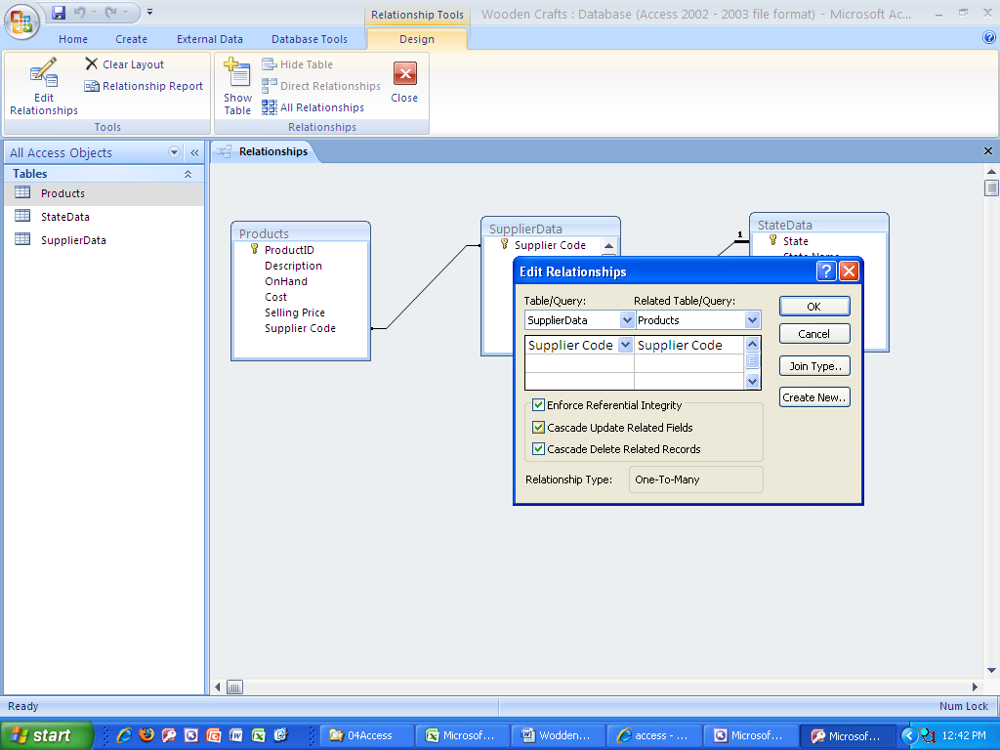 Relationship Tools
Wooden Crafts : Database (Access 2002 - 2003 file format) - Microsoft Ac...
Home
Create
External Data
Database Tools
Design
Edit
Relationships
Clear Layout
Relationship Report
Tools
Show
Table
Hide Table
Direct Relationships
All Relationships
Close
Relationships
All Access Objects
Relationships
Tables
Products
StateData
SupplierData
Products
ProductID
Description
OnHand
Cost
Selling Price
Supplier Code
SupplierData
Supplier Code
1
StateData
State
State Name
Edit Relationships
Table/Query:
Related Table/Query:
SupplierData
Products
Supplier Code
Supplier Code
Enforce Referential Integrity
Cascade Update Related Fields
Cascade Delete Related Records
Relationship Type:
One-To-Many
OK
Cancel
Join Type..
Create New..
Ready
Num Lock
start
04Access
Microsof...
Wodden...
access - ...
Microsof...
Microsof...
12:42 PM